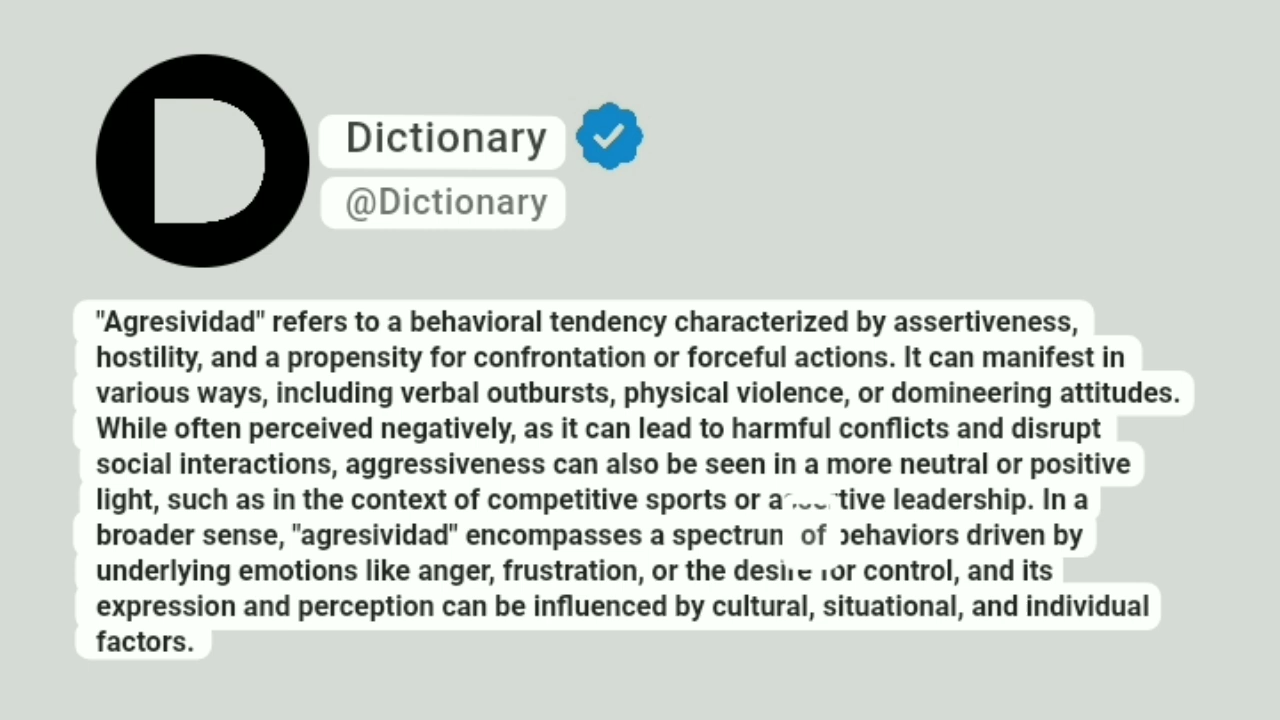 D
Dictionary
@Dictionary
"Agresividad" refers to a behavioral tendency characterized by assertiveness,
hostility, and a propensity for confrontation or forceful actions. It can manifest in
various ways, including verbal outbursts, physical violence, or domineering attitudes.
While often perceived negatively, as it can lead to harmful conflicts and disrupt
social interactions, aggressiveness can also be seen in a more neutral or positive
light, such as in the context of competitive sports or assertive leadership. In a
broader sense, "agresividad" encompasses a spectrum of behaviors driven by
underlying emotions like anger, frustration, or the desire for control, and its
expression and perception can be influenced by cultural, situational, and individual
factors.